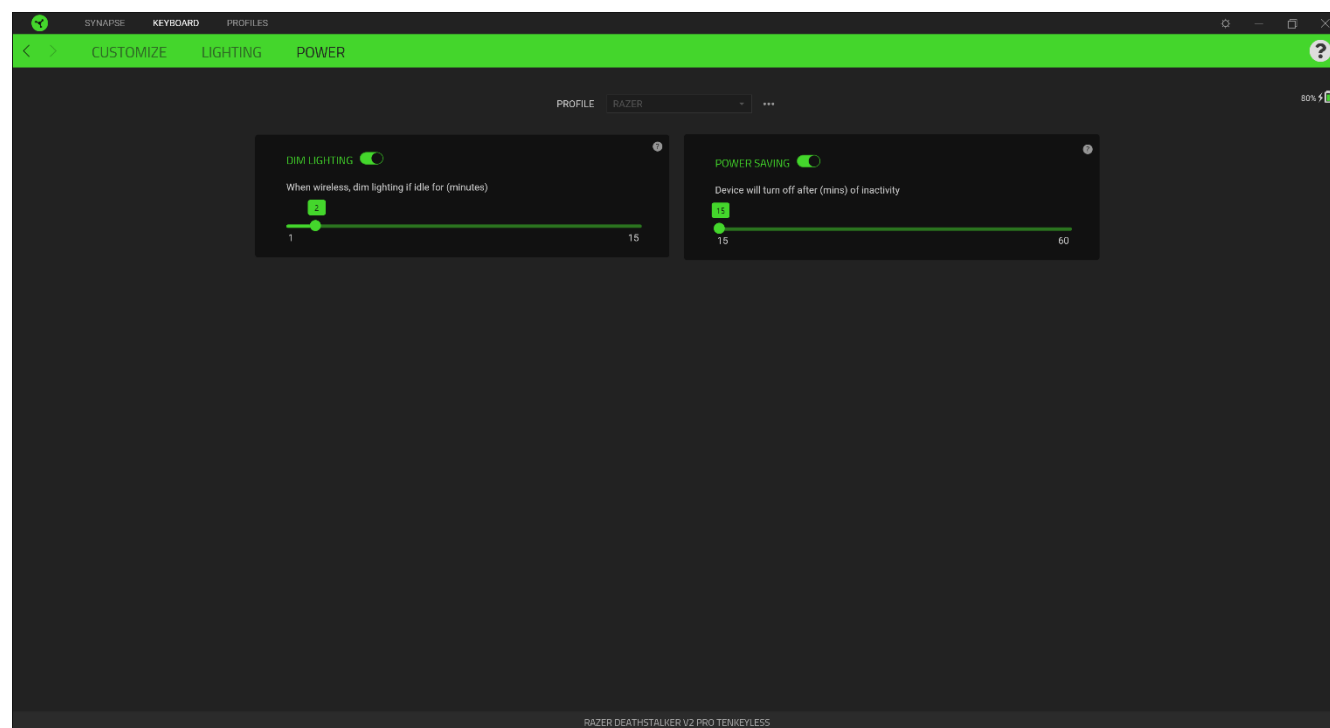 SYNAPSE KEYBOARD PROFILES
CUSTOMIZE LIGHTING POWER
?
PROFILE RAZER
80%
DIM LIGHTING
?
When wireless, dim lighting if idle for (minutes)
2
1 15
POWER SAVING
?
Device will turn off after (mins) of inactivity
15
15 60
RAZER DEATHSTALKER V2 PRO TENKEYLESS